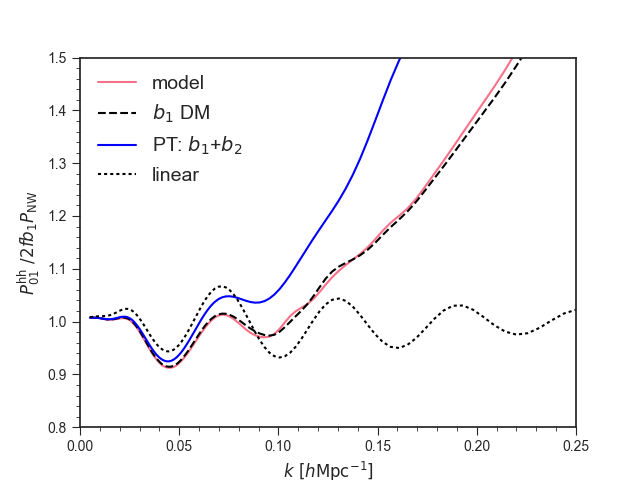 model
b₁ DM
PT: b₁+b₂
linear
P₀₁ʰʰ /2fb₁P_NW
1.5
1.4
1.3
1.2
1.1
1.0
0.9
0.8
0.00 0.05 0.10 0.15 0.20 0.25
k [hMpc⁻¹]